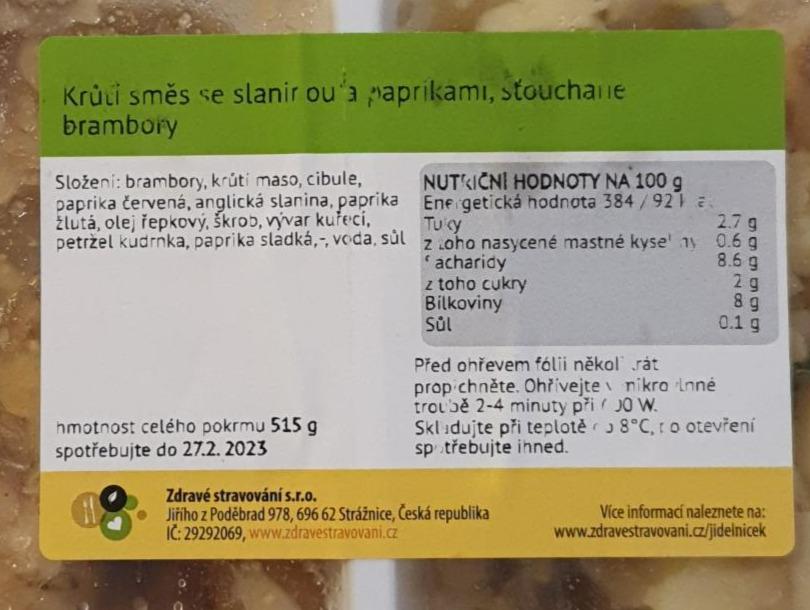 Krůtí směs se slaninou a paprikami, šťouchané
brambory
Složení: brambory, krůtí maso, cibule,
paprika červená, anglická slanina, paprika
žlutá, olej řepkový, škrob, vývar kuřecí,
petržel kudrnka, paprika sladká,-, voda, sůl
NUTRIČNÍ HODNOTY NA 100 g
Energetická hodnota 384 / 92
Tuky 2.7 g
z toho nasycené mastné kyseliny 0.6 g
Sacharidy 8.6 g
z toho cukry 2 g
Bílkoviny 8 g
Sůl 0.1 g
Před ohřevem fólii několikrát
propíchněte. Ohřívejte v mikrovlnné
troubě 2-4 minuty při W.
Skladujte při teplotě do 8°C, po otevření
spotřebujte ihned.
hmotnost celého pokrmu 515 g
spotřebujte do 27.2. 2023
Zdravé stravování s.r.o.
Jiřího z Poděbrad 978, 696 62 Strážnice, Česká republika
IČ: 29292069, www.zdravestravovani.cz
Více informací naleznete na:
www.zdravestravovani.cz/jidelnicek